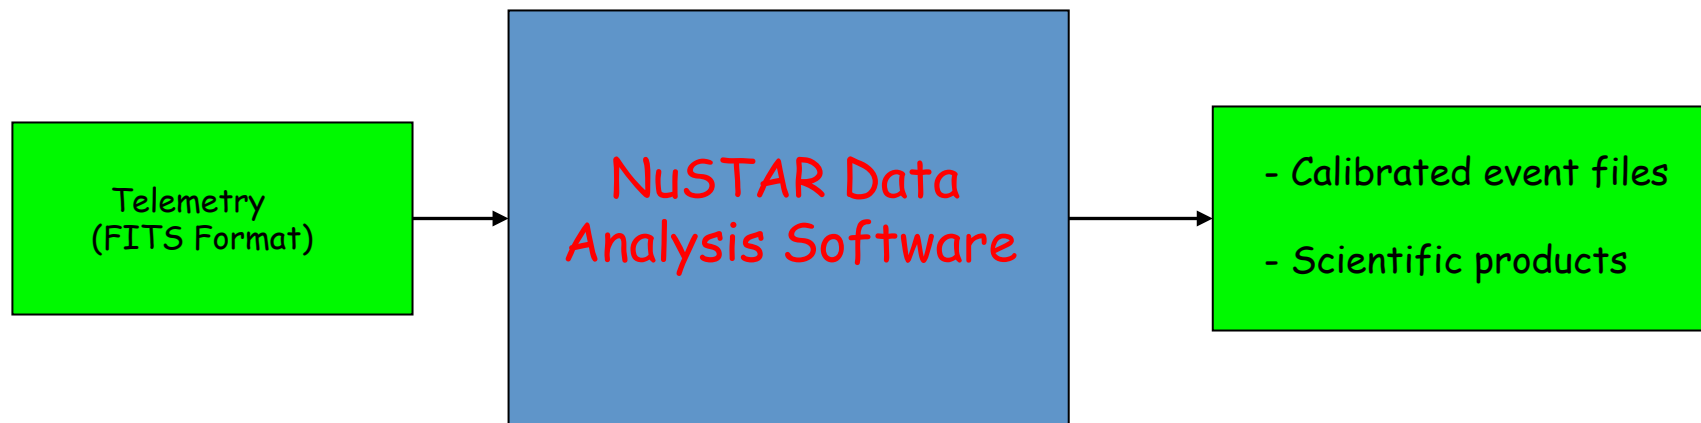 Telemetry
(FITS Format)
NuSTAR Data
Analysis Software
- Calibrated event files
- Scientific products